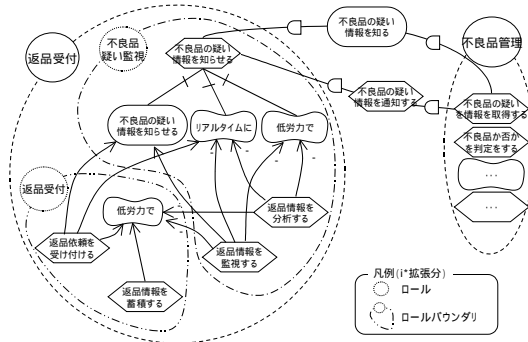 不良品の疑い
情報を知る
不良品
疑い監視
不良品の疑い
情報を知らせる
返品受付
不良品管理
不良品の疑い
情報を通知する
不良品の疑い
を情報を取得する
不良品の疑い
情報を知らせる
リアルタイムに
低労力で
不良品か否か
を判定をする
...
...
返品受付
低労力で
返品情報を
分析する
返品依頼を
受け付ける
返品情報を
監視する
返品情報を
蓄積する
凡例(i*拡張分)
ロール
ロールバウンダリ